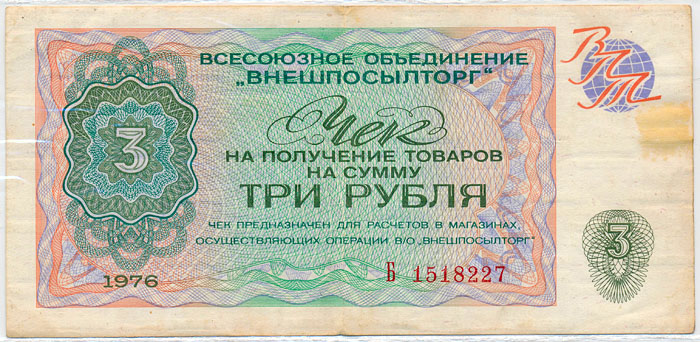 ВСЕСОЮЗНОЕ ОБЪЕДИНЕНИЕ
„ВНЕШПОСЫЛТОРГ"
ВПТ
Чек
3
НА ПОЛУЧЕНИЕ ТОВАРОВ
НА СУММУ
ТРИ РУБЛЯ
ЧЕК ПРЕДНАЗНАЧЕН ДЛЯ РАСЧЕТОВ В МАГАЗИНАХ,
ОСУЩЕСТВЛЯЮЩИХ ОПЕРАЦИИ В/О „ВНЕШПОСЫЛТОРГ"
3
1976
Б 1518227